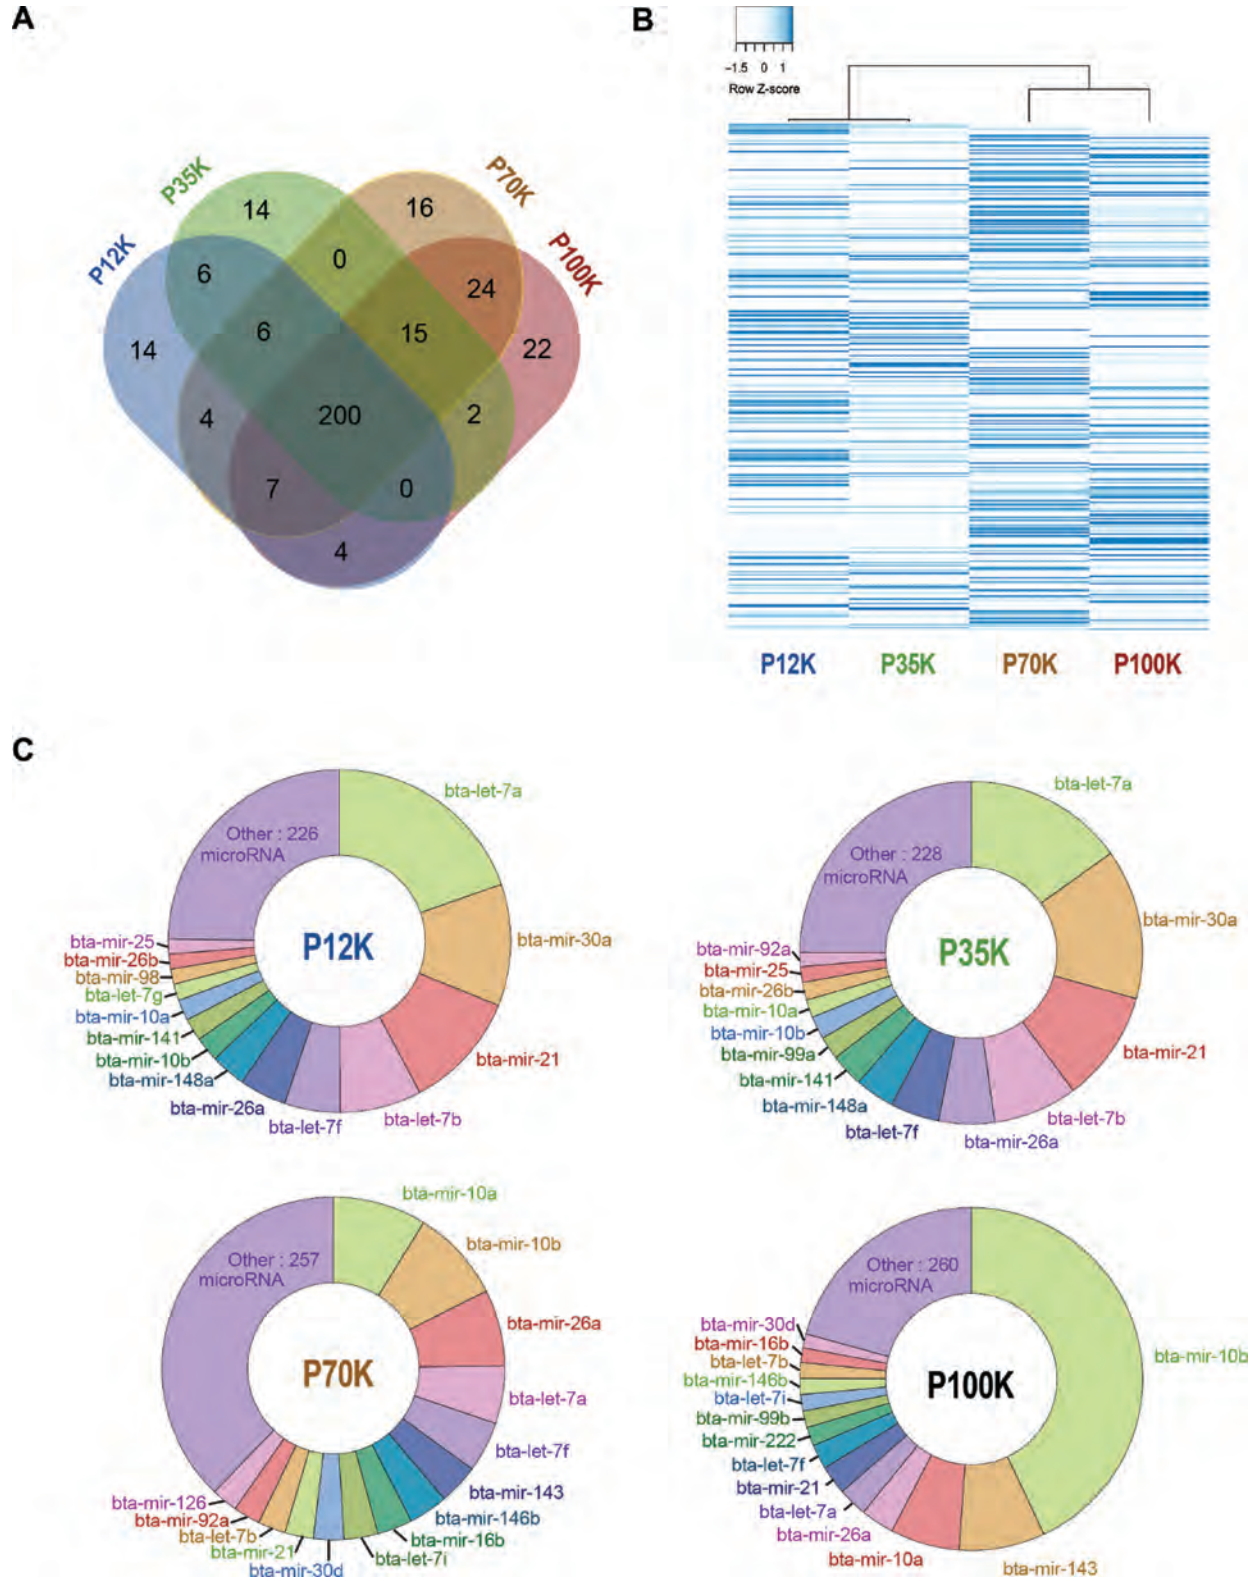 A
B
−1.5 0 1
Row Z-score
P35K
P70K
P12K
P100K
14
16
0
6
24
6
15
14
22
4
200
2
7
0
4
P12K
P35K
P70K
P100K
C
bta-let-7a
Other : 226
microRNA
bta-mir-30a
P12K
bta-mir-25
bta-mir-26b
bta-mir-98
bta-let-7g
bta-mir-10a
bta-mir-141
bta-mir-10b
bta-mir-148a
bta-mir-26a
bta-let-7f
bta-let-7b
bta-mir-21
bta-let-7a
Other : 228
microRNA
bta-mir-30a
P35K
bta-mir-92a
bta-mir-25
bta-mir-26b
bta-mir-10a
bta-mir-10b
bta-mir-99a
bta-mir-141
bta-mir-148a
bta-let-7f
bta-mir-26a
bta-let-7b
bta-mir-21
bta-mir-10a
bta-mir-10b
Other : 257
microRNA
bta-mir-26a
P70K
bta-let-7a
bta-let-7f
bta-mir-143
bta-mir-146b
bta-mir-16b
bta-let-7i
bta-mir-30d
bta-mir-21
bta-let-7b
bta-mir-92a
bta-mir-126
Other : 260
microRNA
bta-mir-10b
P100K
bta-mir-30d
bta-mir-16b
bta-let-7b
bta-mir-146b
bta-let-7i
bta-mir-99b
bta-mir-222
bta-let-7f
bta-mir-21
bta-let-7a
bta-mir-26a
bta-mir-10a
bta-mir-143